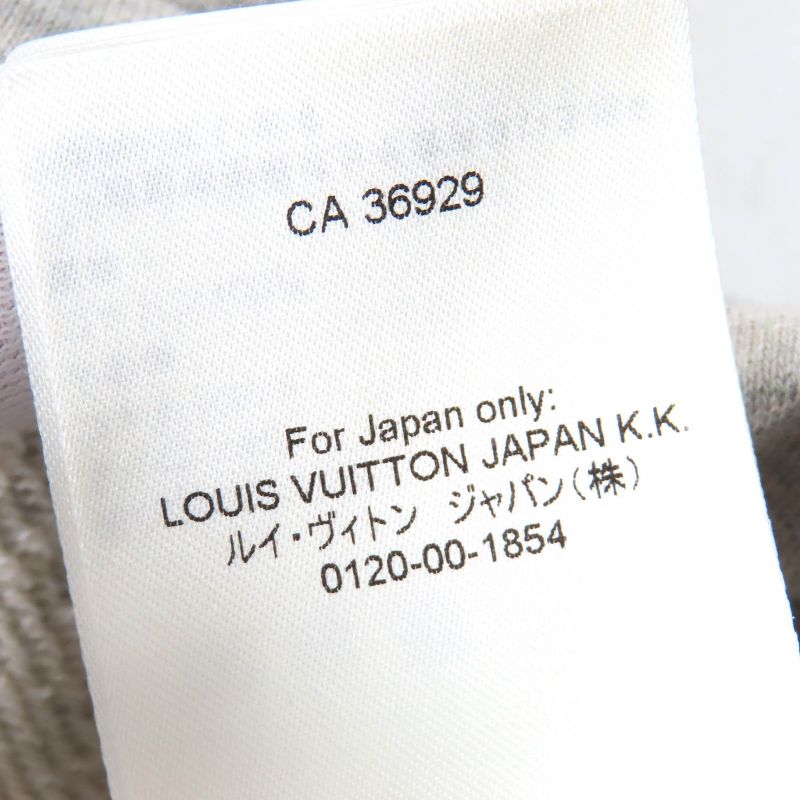 CA 36929
For Japan only:
LOUIS VUITTON JAPAN K.K.
ルイ・ヴィトン ジャパン(株)
0120-00-1854